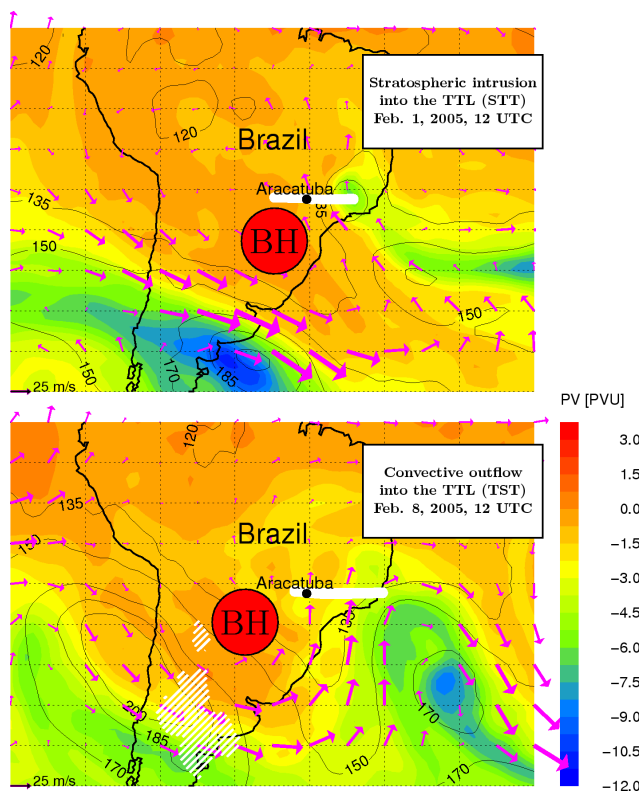 120
Stratospheric intrusion
into the TTL (STT)
Feb. 1, 2005, 12 UTC
120
Brazil
Aracatuba
135
135
BH
150
150
150
170
185
25 m/s
PV [PVU]
120
3.0
Convective outflow
into the TTL (TST)
Feb. 8, 2005, 12 UTC
1.5
135
0.0
150
Brazil
−1.5
Aracatuba
−3.0
135
BH
−4.5
−6.0
200
170
−7.5
185
−9.0
170
150
170
−10.5
25 m/s
−12.0